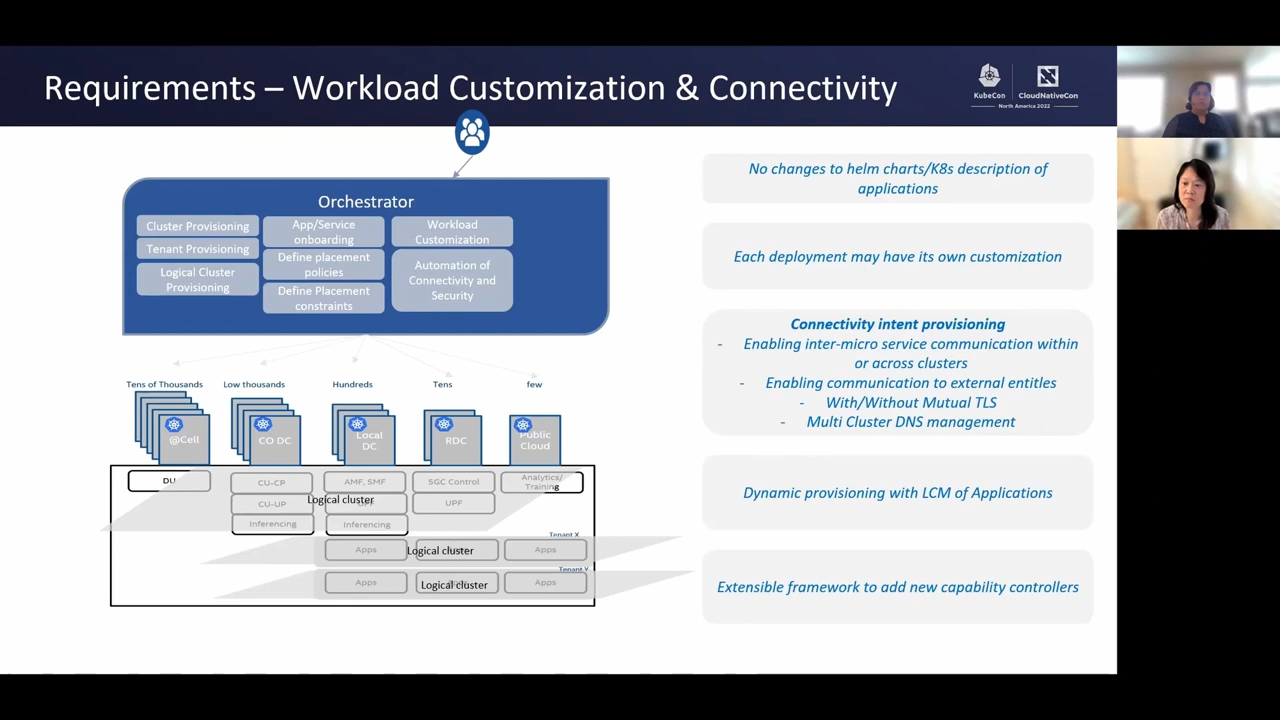 Requirements – Workload Customization & Connectivity
KubeCon
CloudNativeCon
North America 2022
Orchestrator
Cluster Provisioning
Tenant Provisioning
Logical Cluster
Provisioning
App/Service
onboarding
Define placement
policies
Define Placement
constraints
Workload
Customization
Automation of
Connectivity and
Security
Tens of Thousands
Low thousands
Hundreds
Tens
few
@Cell
CO DC
Local
DC
RDC
Public
Cloud
DU
CU-CP
AMF, SMF
5GC Control
Analytics/
Training
CU-UP
Logical cluster
UPF
Inferencing
Inferencing
Tenant X
Apps
Logical cluster
Apps
Tenant Y
Apps
Logical cluster
Apps
No changes to helm charts/K8s description of
applications
Each deployment may have its own customization
Connectivity intent provisioning
- Enabling inter-micro service communication within
or across clusters
- Enabling communication to external entitles
- With/Without Mutual TLS
- Multi Cluster DNS management
Dynamic provisioning with LCM of Applications
Extensible framework to add new capability controllers